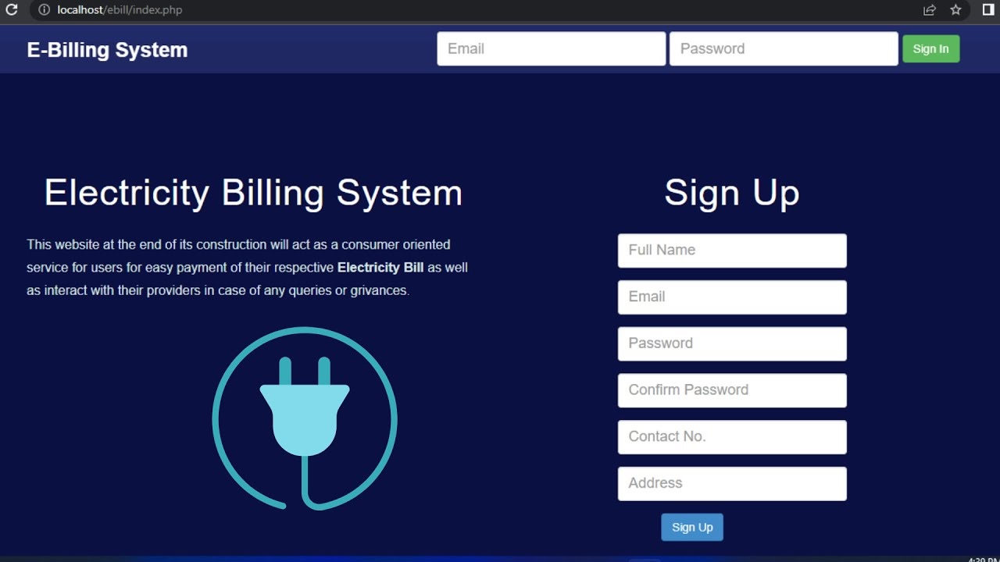 localhost/ebill/index.php
E-Billing System
Email
Password
Sign In
Electricity Billing System
This website at the end of its construction will act as a consumer oriented
service for users for easy payment of their respective Electricity Bill as well
as interact with their providers in case of any queries or grivances.
Sign Up
Full Name
Email
Password
Confirm Password
Contact No.
Address
Sign Up